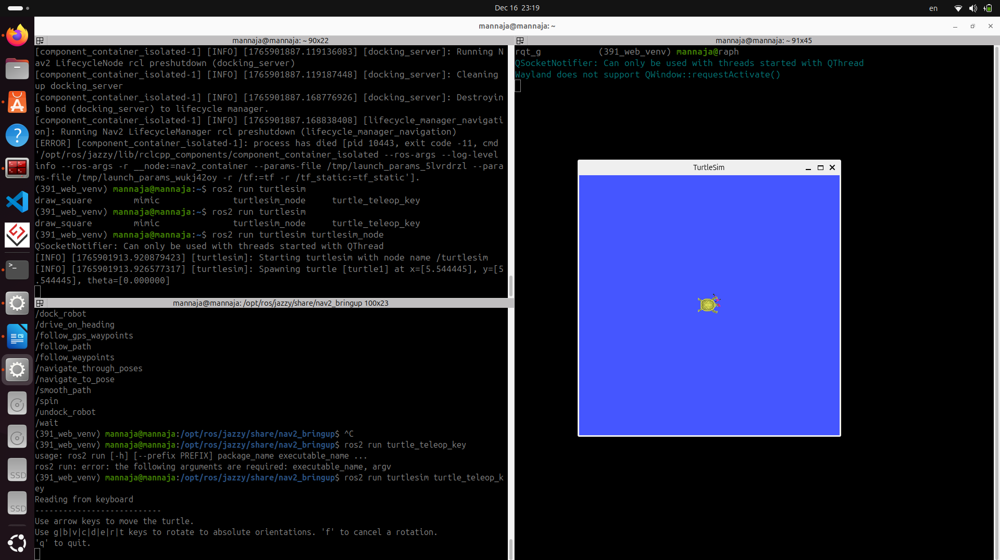 Dec 16 23:19
en
mannaja@mannaja: ~
mannaja@mannaja: ~ 90x22
[component_container_isolated-1] [INFO] [1765901887.119136083] [docking_server]: Running N
av2 LifecycleNode rcl preshutdown (docking_server)
[component_container_isolated-1] [INFO] [1765901887.119187448] [docking_server]: Cleaning
up docking_server
[component_container_isolated-1] [INFO] [1765901887.168776926] [docking_server]: Destroyin
g bond (docking_server) to lifecycle manager.
[component_container_isolated-1] [INFO] [1765901887.168838408] [lifecycle_manager_navigati
on]: Running Nav2 LifecycleManager rcl preshutdown (lifecycle_manager_navigation)
[ERROR] [component_container_isolated-1]: process has died [pid 10443, exit code -11, cmd
'/opt/ros/jazzy/lib/rclcpp_components/component_container_isolated --ros-args --log-level
info --ros-args -r __node:=nav2_container --params-file /tmp/launch_params_5lvrdrzl --para
ms-file /tmp/launch_params_wukj42oy -r /tf:=tf -r /tf_static:=tf_static'].
(391_web_venv) mannaja@mannaja:~$ ros2 run turtlesim
draw_square mimic turtlesim_node turtle_teleop_key
(391_web_venv) mannaja@mannaja:~$ ros2 run turtlesim
draw_square mimic turtlesim_node turtle_teleop_key
(391_web_venv) mannaja@mannaja:~$ ros2 run turtlesim turtlesim_node
QSocketNotifier: Can only be used with threads started with QThread
[INFO] [1765901913.920879423] [turtlesim]: Starting turtlesim with node name /turtlesim
[INFO] [1765901913.926577317] [turtlesim]: Spawning turtle [turtle1] at x=[5.544445], y=[5
.544445], theta=[0.000000]
mannaja@mannaja: /opt/ros/jazzy/share/nav2_bringup 100x23
/dock_robot
/drive_on_heading
/follow_gps_waypoints
/follow_path
/follow_waypoints
/navigate_through_poses
/navigate_to_pose
/smooth_path
/spin
/undock_robot
/wait
(391_web_venv) mannaja@mannaja:/opt/ros/jazzy/share/nav2_bringup$ ^C
(391_web_venv) mannaja@mannaja:/opt/ros/jazzy/share/nav2_bringup$ ros2 run turtle_teleop_key
usage: ros2 run [-h] [--prefix PREFIX] package_name executable_name ...
ros2 run: error: the following arguments are required: executable_name, argv
(391_web_venv) mannaja@mannaja:/opt/ros/jazzy/share/nav2_bringup$ ros2 run turtlesim turtle_teleop_k
ey
Reading from keyboard
---------------------------
Use arrow keys to move the turtle.
Use g|b|v|c|d|e|r|t keys to rotate to absolute orientations. 'f' to cancel a rotation.
'q' to quit.
mannaja@mannaja: ~ 91x45
rqt_g (391_web_venv) mannaja@raph
QSocketNotifier: Can only be used with threads started with QThread
Wayland does not support QWindow::requestActivate()
TurtleSim
SSD
SSD